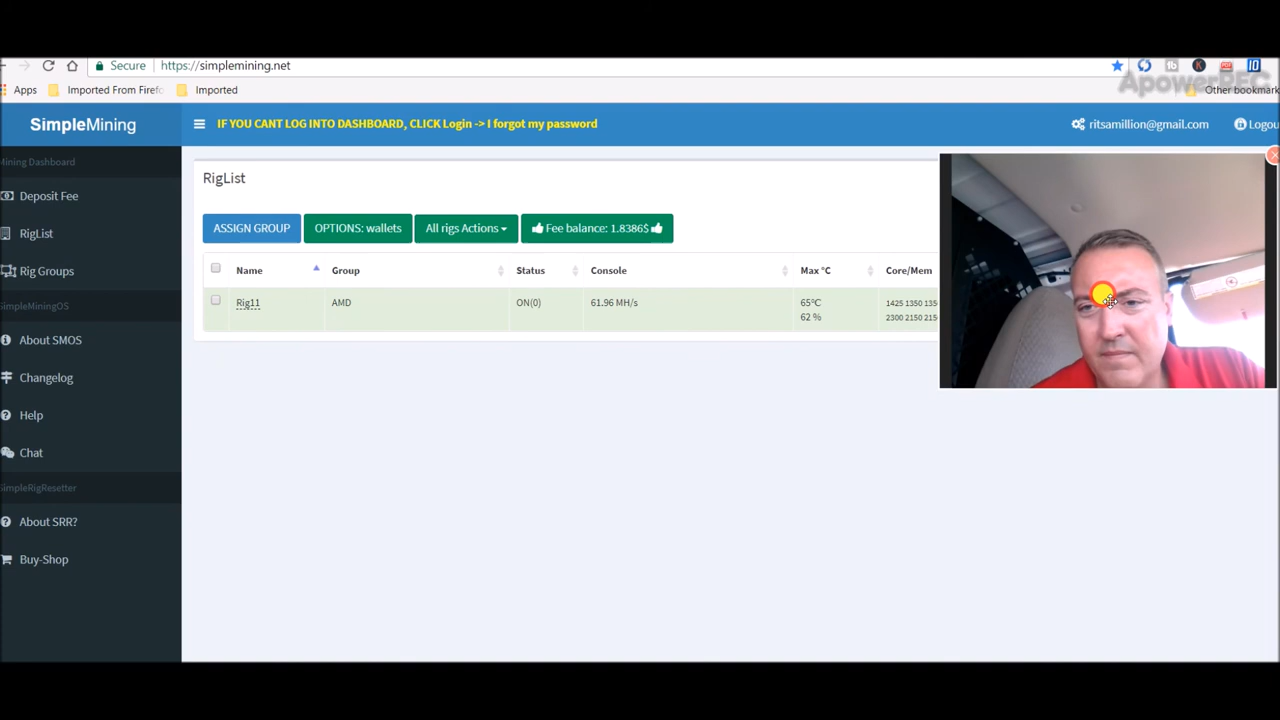 Secure
https://simplemining.net
ApowerREC
Apps
Imported From Firefo
Imported
Other bookmark
SimpleMining
IF YOU CANT LOG INTO DASHBOARD, CLICK Login -> I forgot my password
ritsamillion@gmail.com
Logou
Mining Dashboard
Deposit Fee
RigList
Rig Groups
SimpleMiningOS
About SMOS
Changelog
Help
Chat
SimpleRigResetter
About SRR?
Buy-Shop
RigList
ASSIGN GROUP
OPTIONS: wallets
All rigs Actions
Fee balance: 1.8386$
Name
Group
Status
Console
Max °C
Core/Mem
Rig11
AMD
ON(0)
61.96 MH/s
65°C
62 %
1425 1350 135
2300 2150 215